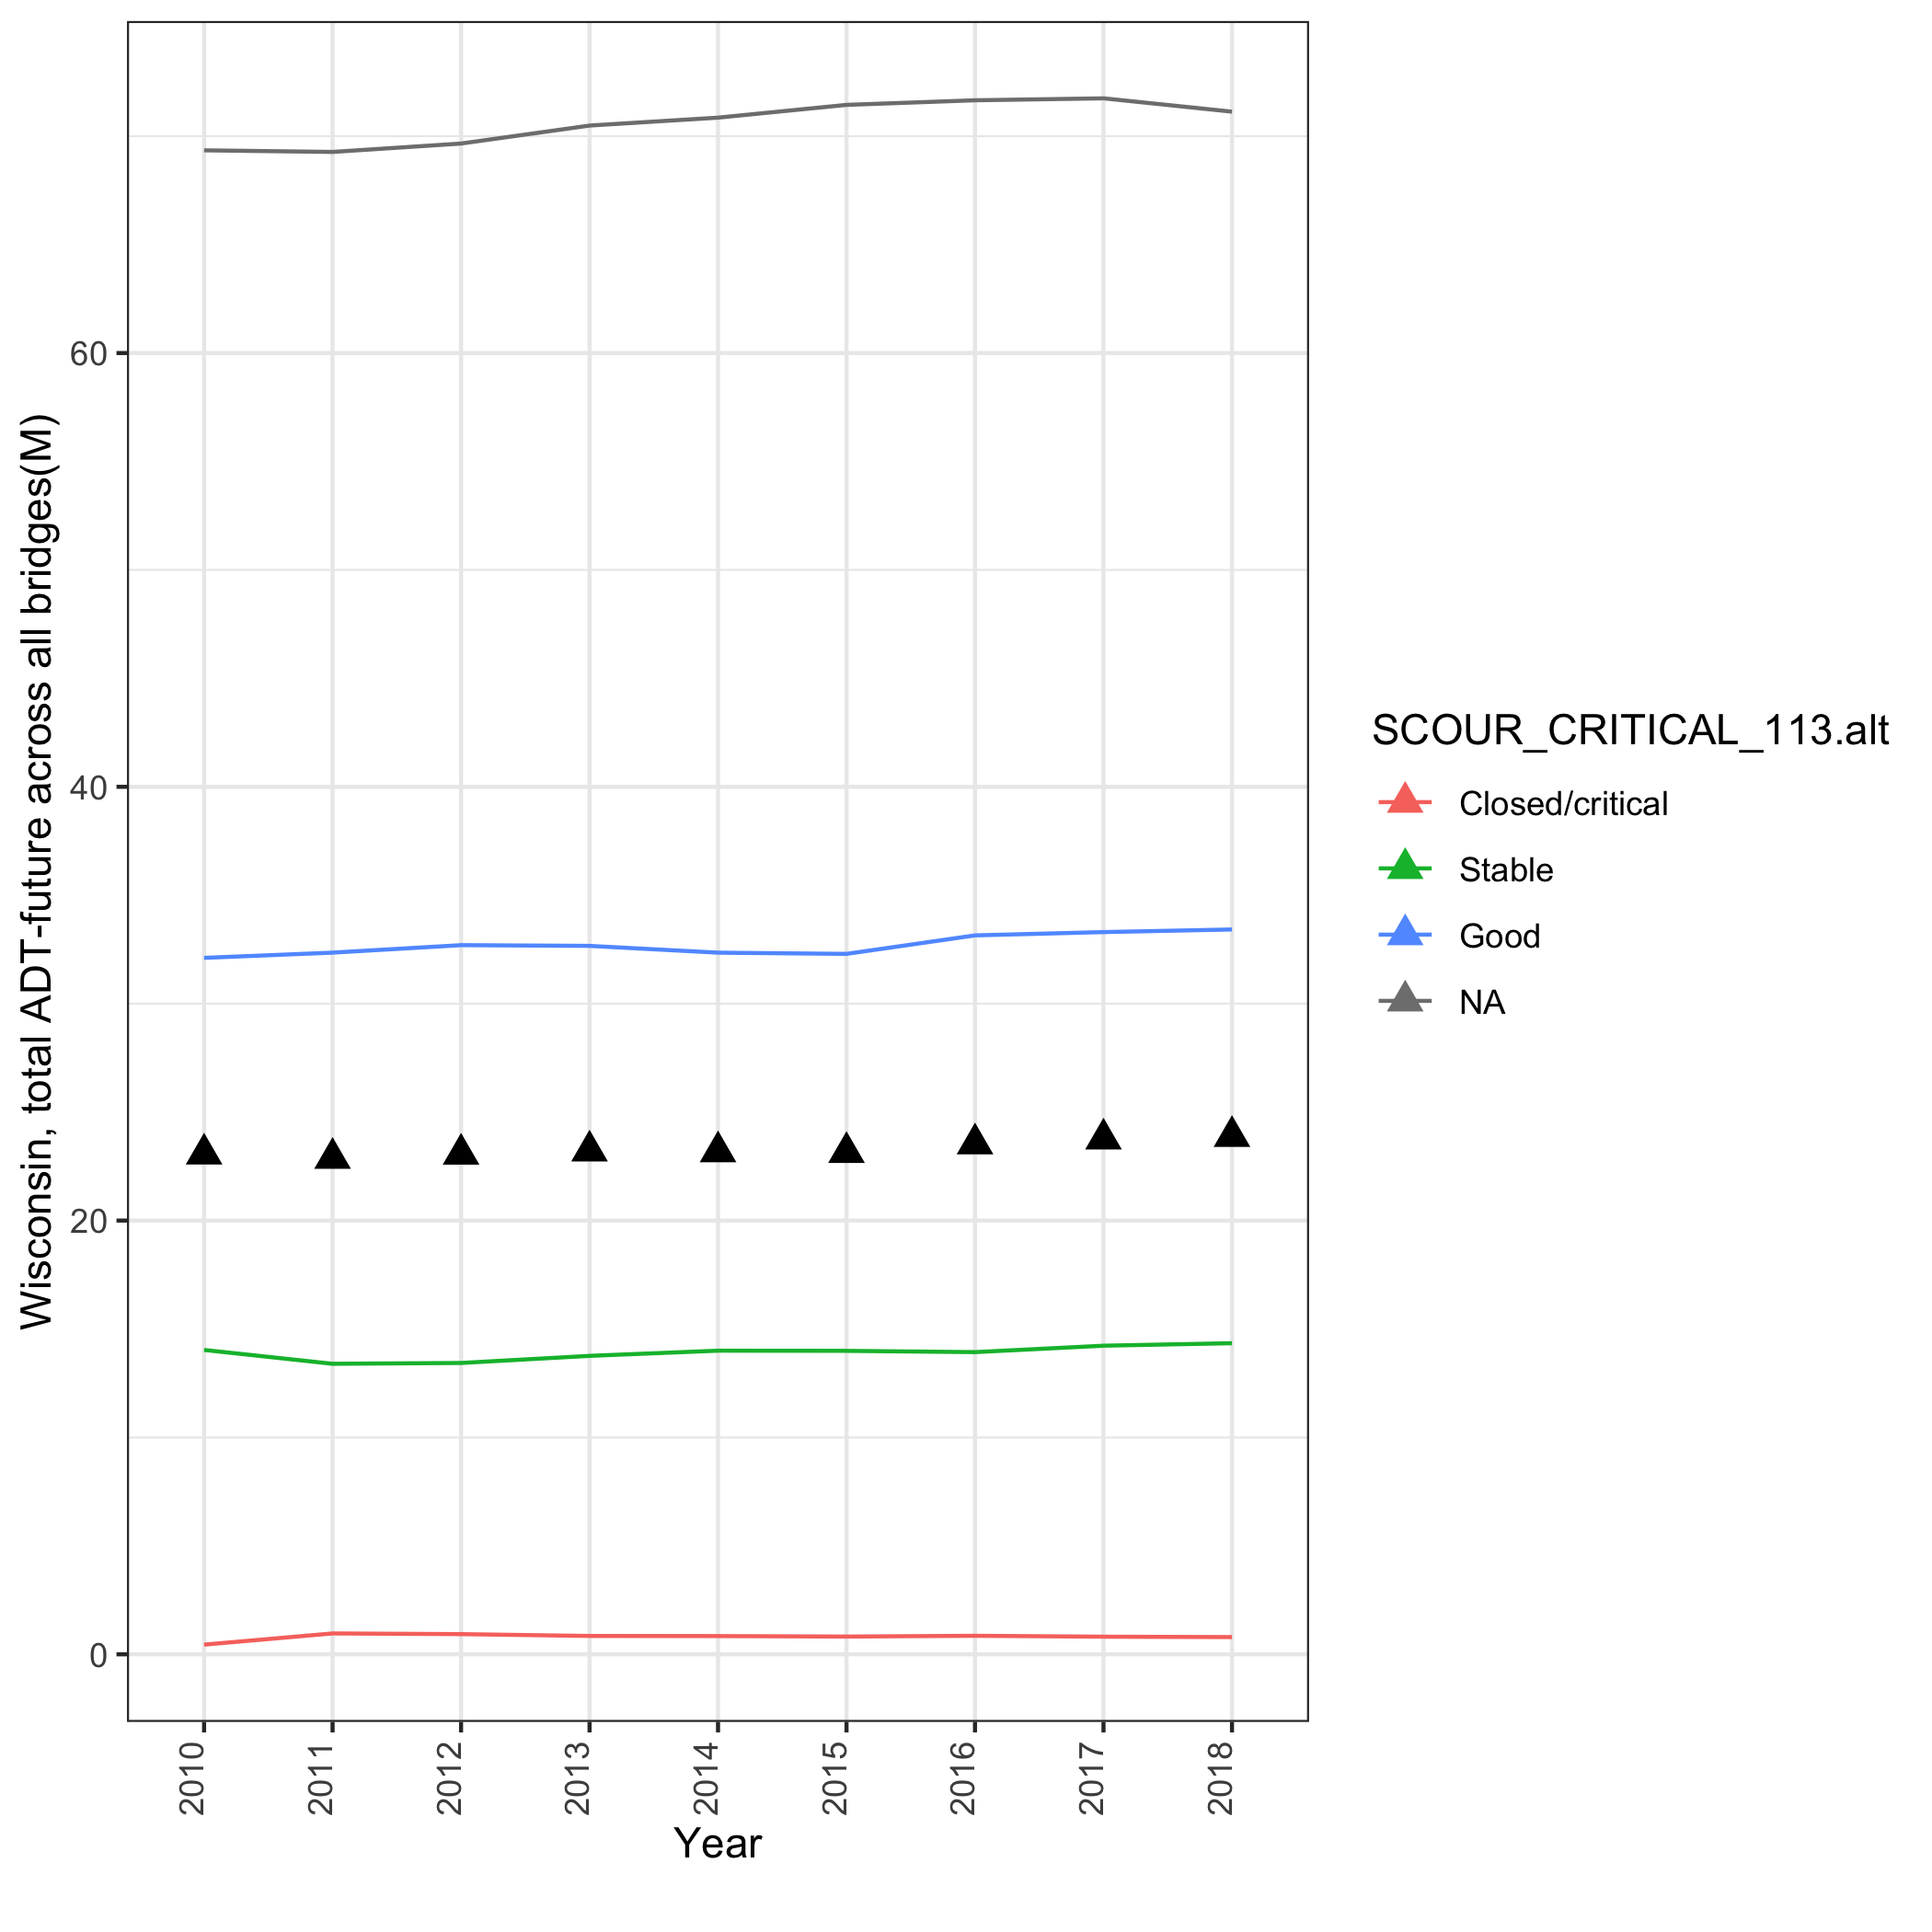 Wisconsin, total ADT-future across all bridges(M)
60
40
20
0
2010
2011
2012
2013
2014
2015
2016
2017
2018
Year
SCOUR_CRITICAL_113.alt
Closed/critical
Stable
Good
NA